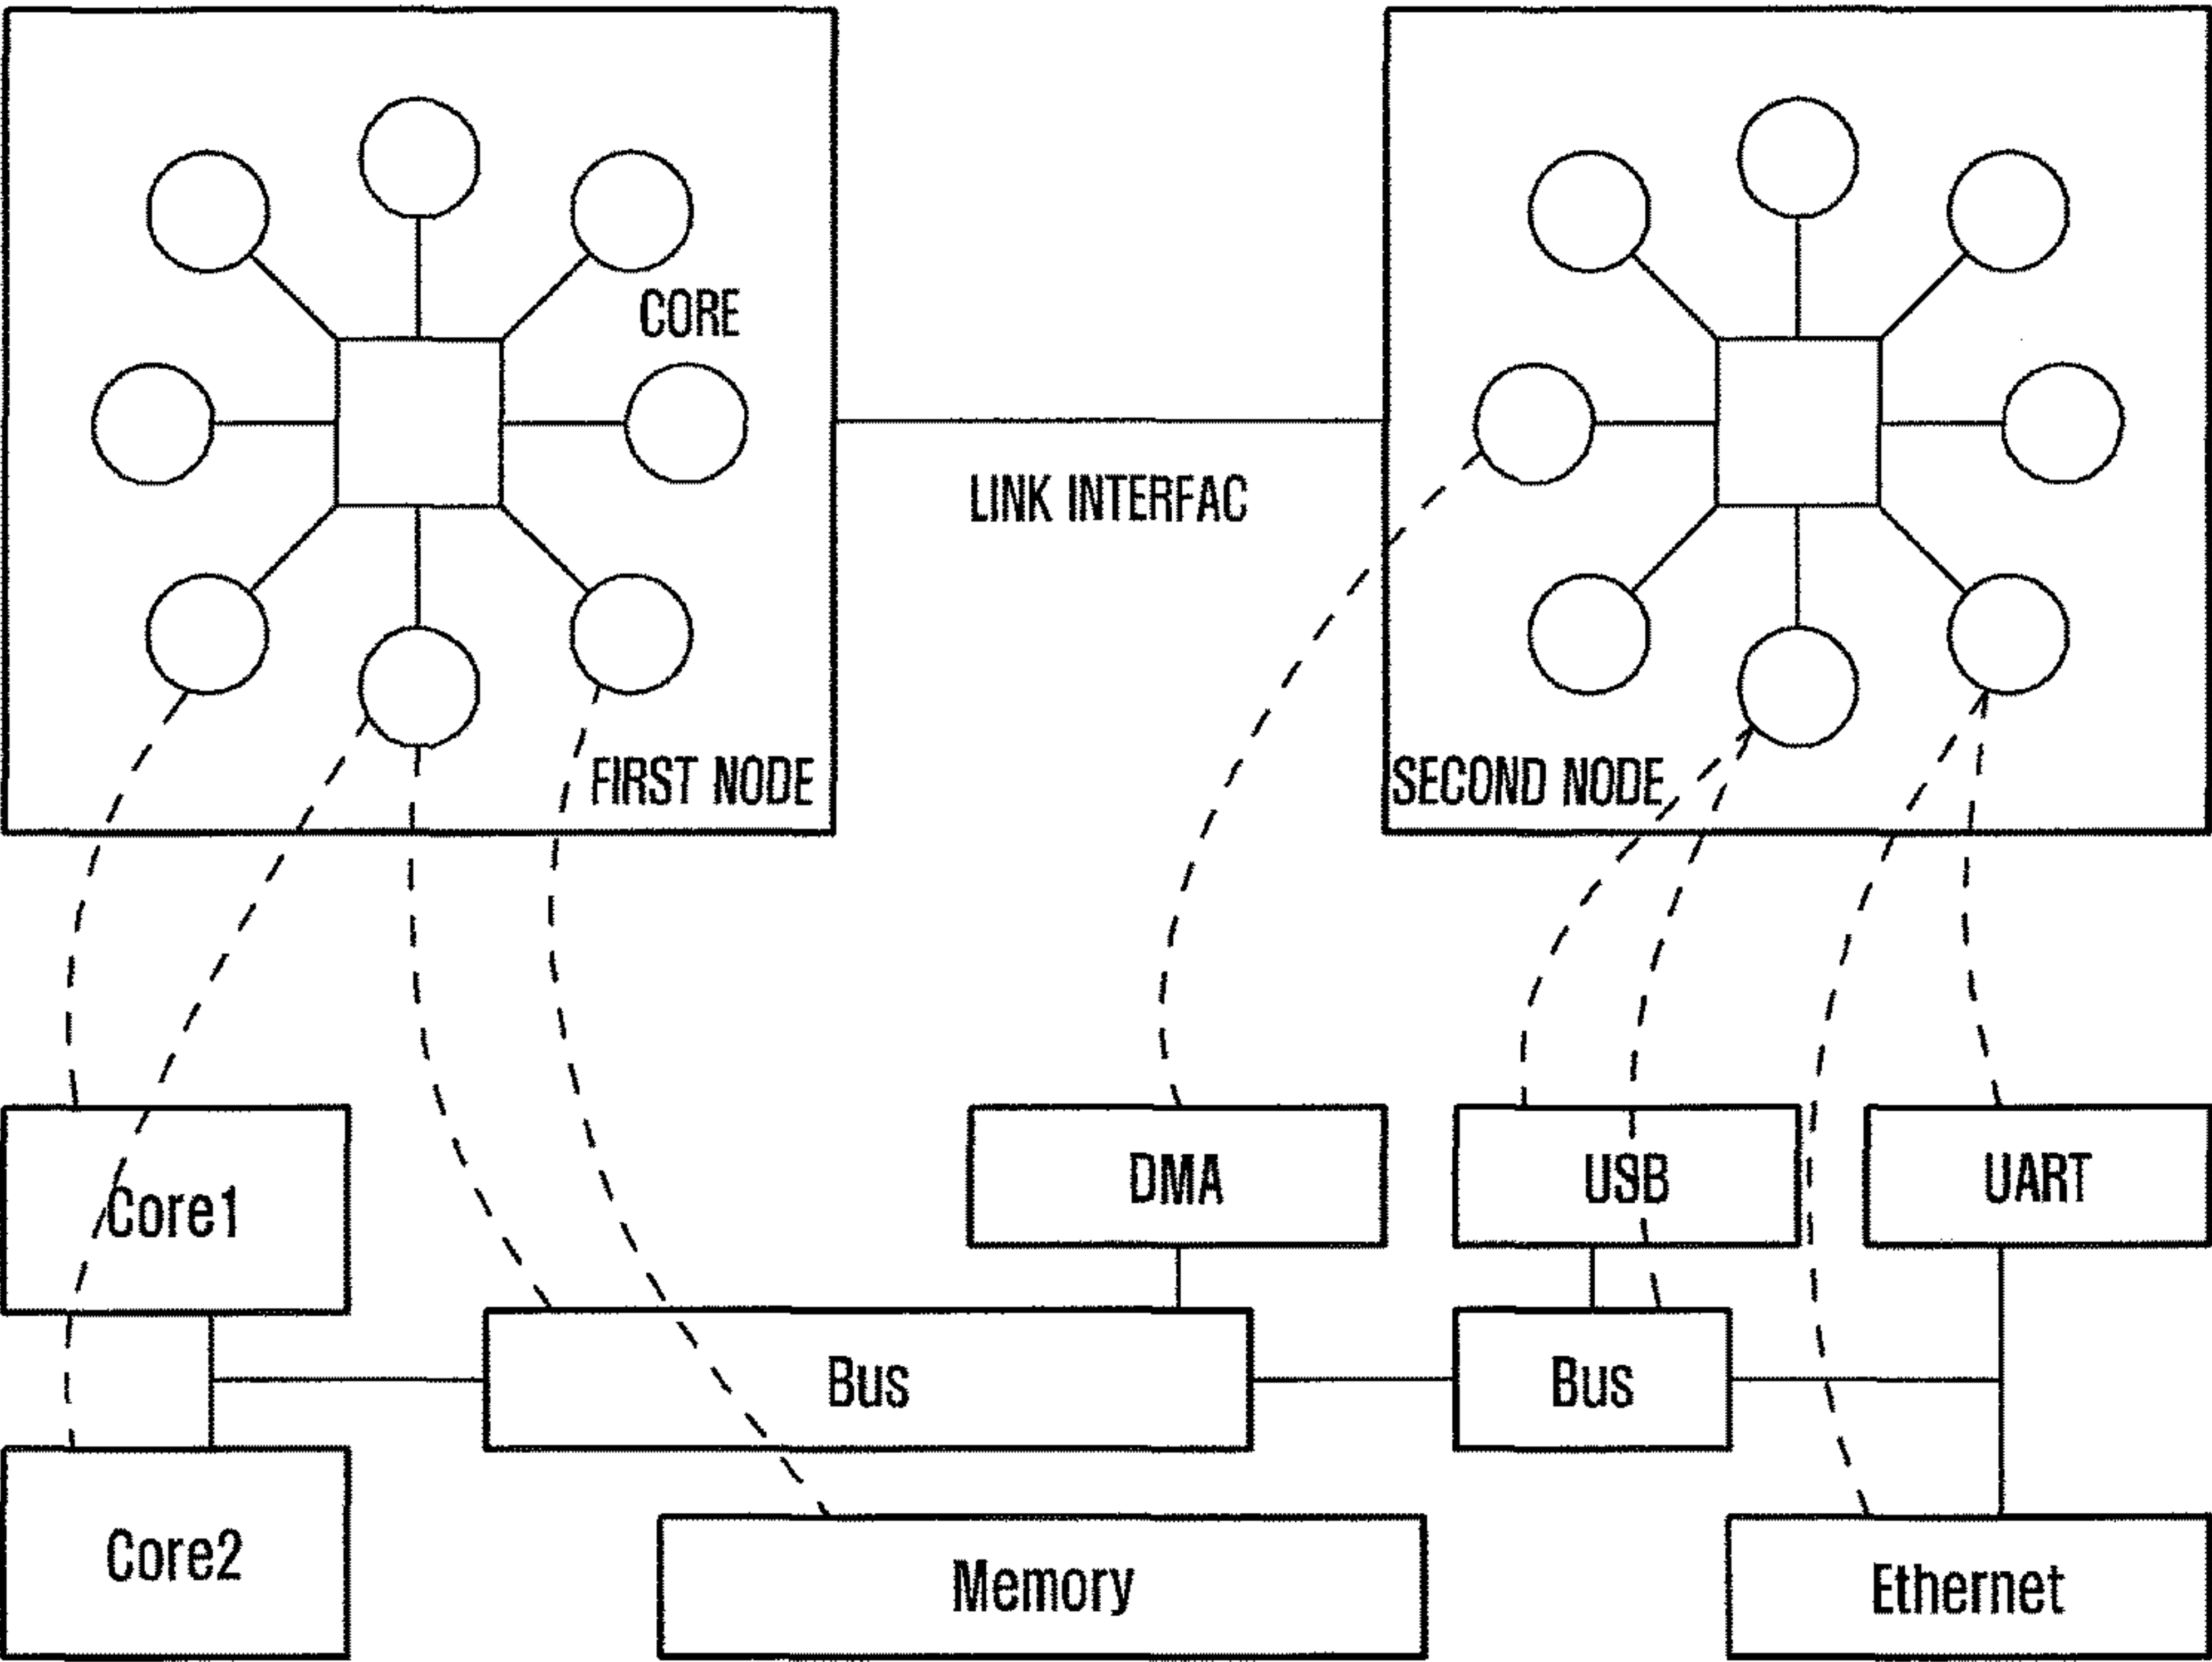 CORE
LINK INTERFAC
FIRST NODE
SECOND NODE
DMA
USB
UART
Core1
Bus
Bus
Core2
Memory
Ethernet